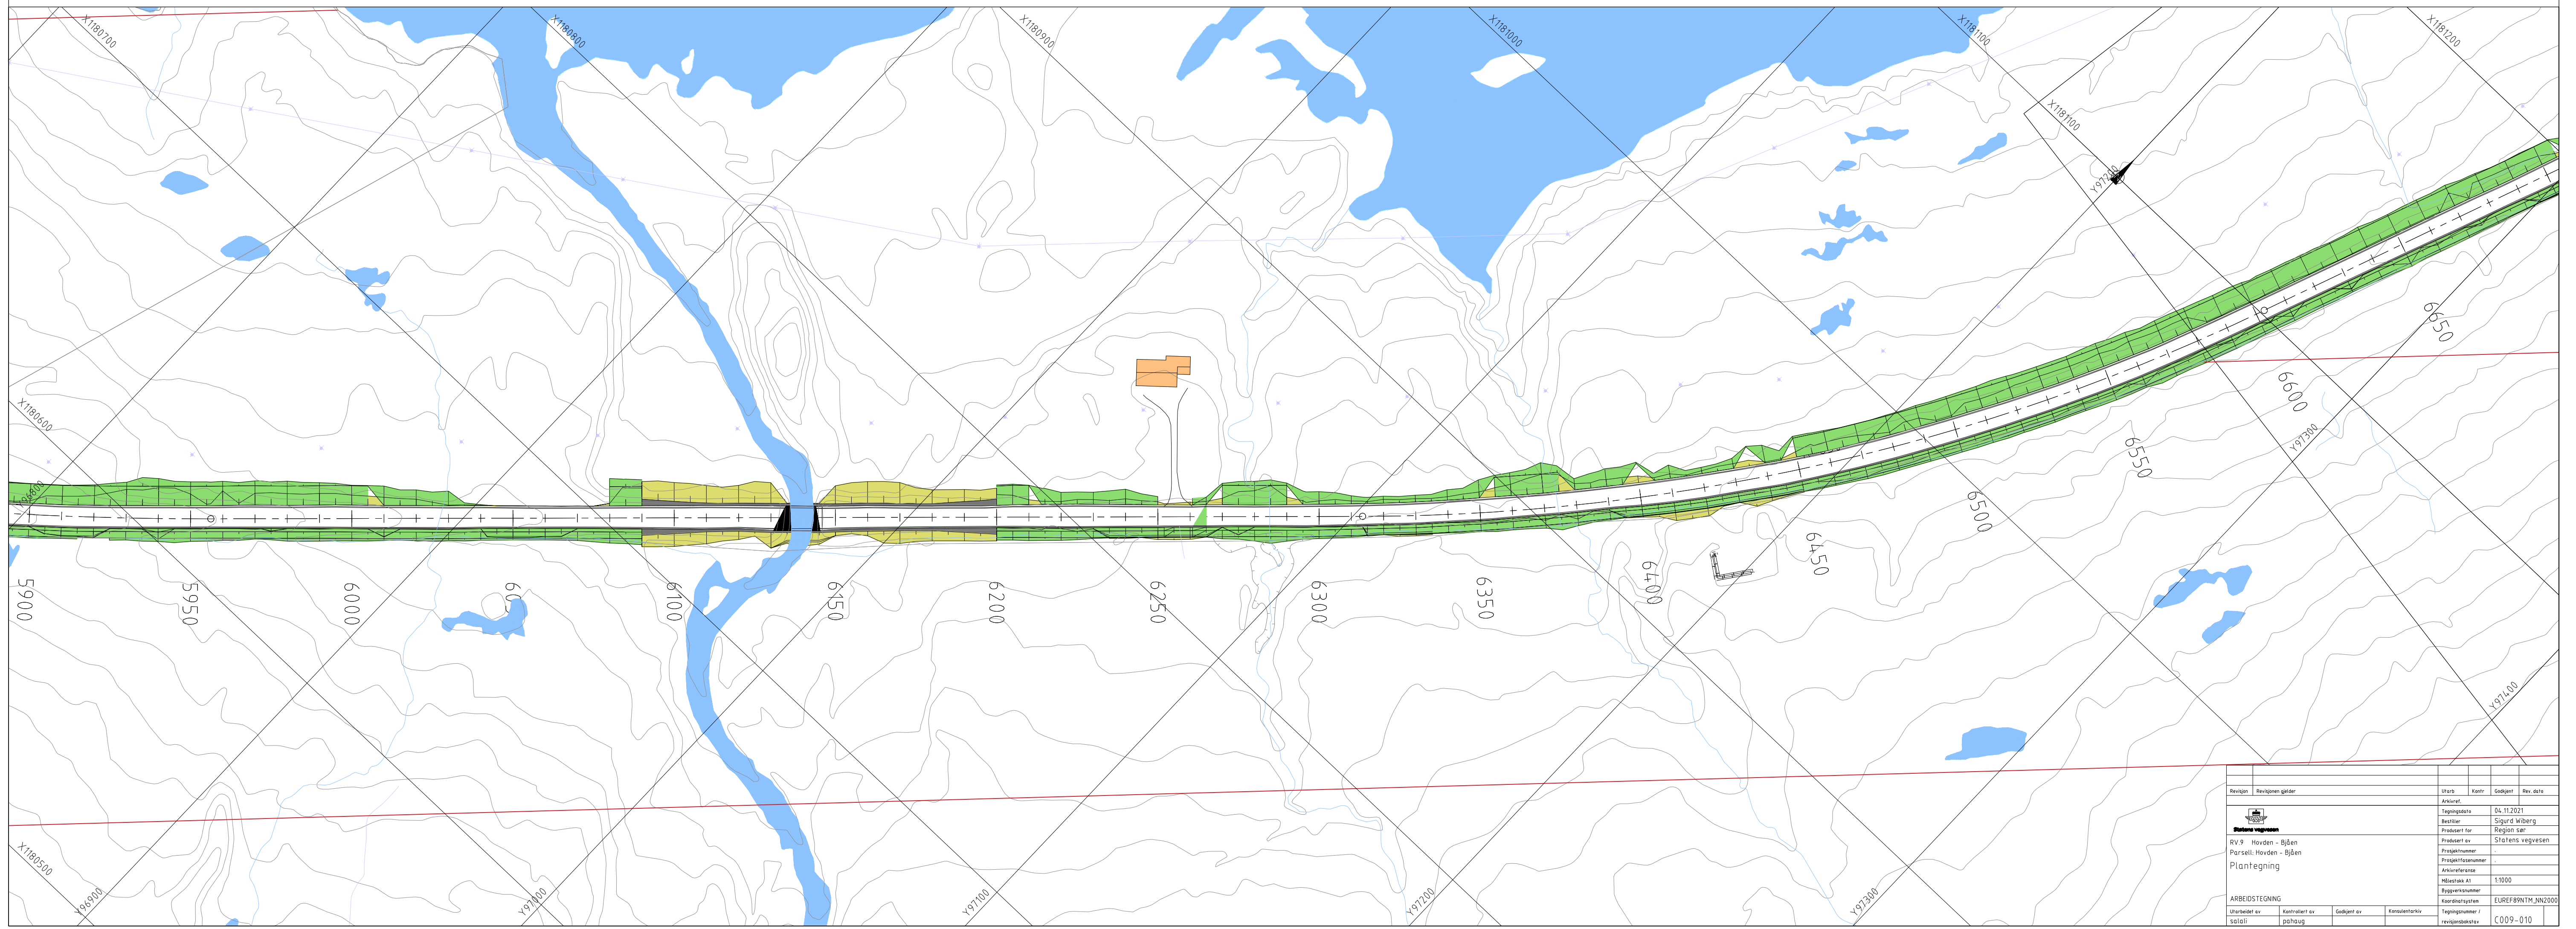 X1180700
X1180800
X1180900
X1181000
X1181100
X1181200
X1181100
Y97200
X1180600
Y96800
6650
6600
Y97300
6550
6500
6450
6400
6350
6300
6250
6200
6150
6100
6000
5950
5900
Y97400
X1180500
Y96900
Y97000
Y97100
Y97200
Y97300
Revisjon Revisjonen gjelder Utarb Kontr Godkjent Rev. dato
Arkivref.
Statens vegvesen
Tegningsdato 04.11.2021
Bestiller Sigurd Wiberg
Produsert for Region sør
Produsert av Statens vegvesen
RV.9 Hovden - Bjåen
Parsell: Hovden - Bjåen
Plantegning
Prosjektnummer
Prosjektfasenummer
Arkivreferanse
Målestokk A1 1:1000
Byggverksnummer
ARBEIDSTEGNING
Koordinatsystem EUREF89NTM,NN2000
Utarbeidet av Kontrollert av Godkjent av Konsulentarkiv
salali pahaug
Tegningsnummer /
revisjonsbokstav C009-010